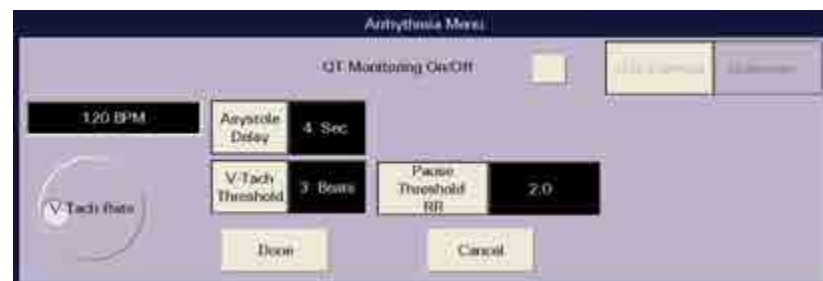 Arrhythmia Menu
QT Monitoring On/Off
120 BPM
Asystole
Delay
4 Sec
V-Tach
Threshold
3 Beats
Pause
Threshold
RR
2.0
V-Tach Rate
Done
Cancel